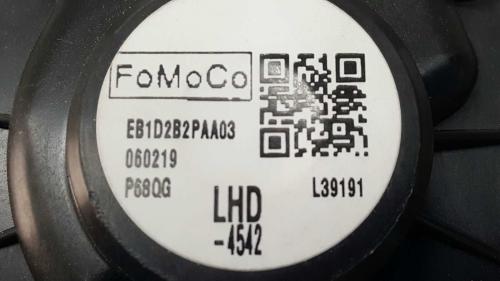 FoMoCo
EB1D2B2PAA03
060219
P68QG
L39191
LHD
-4542